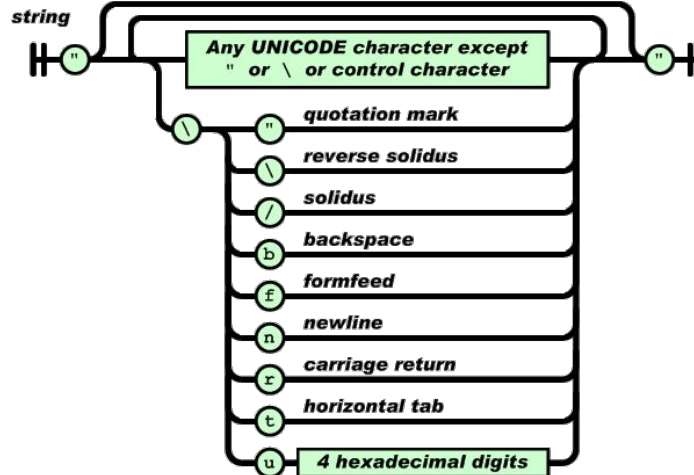 string
" Any UNICODE character except "
" or \ or control character
\ " quotation mark
\ reverse solidus
/ solidus
b backspace
f formfeed
n newline
r carriage return
t horizontal tab
u 4 hexadecimal digits